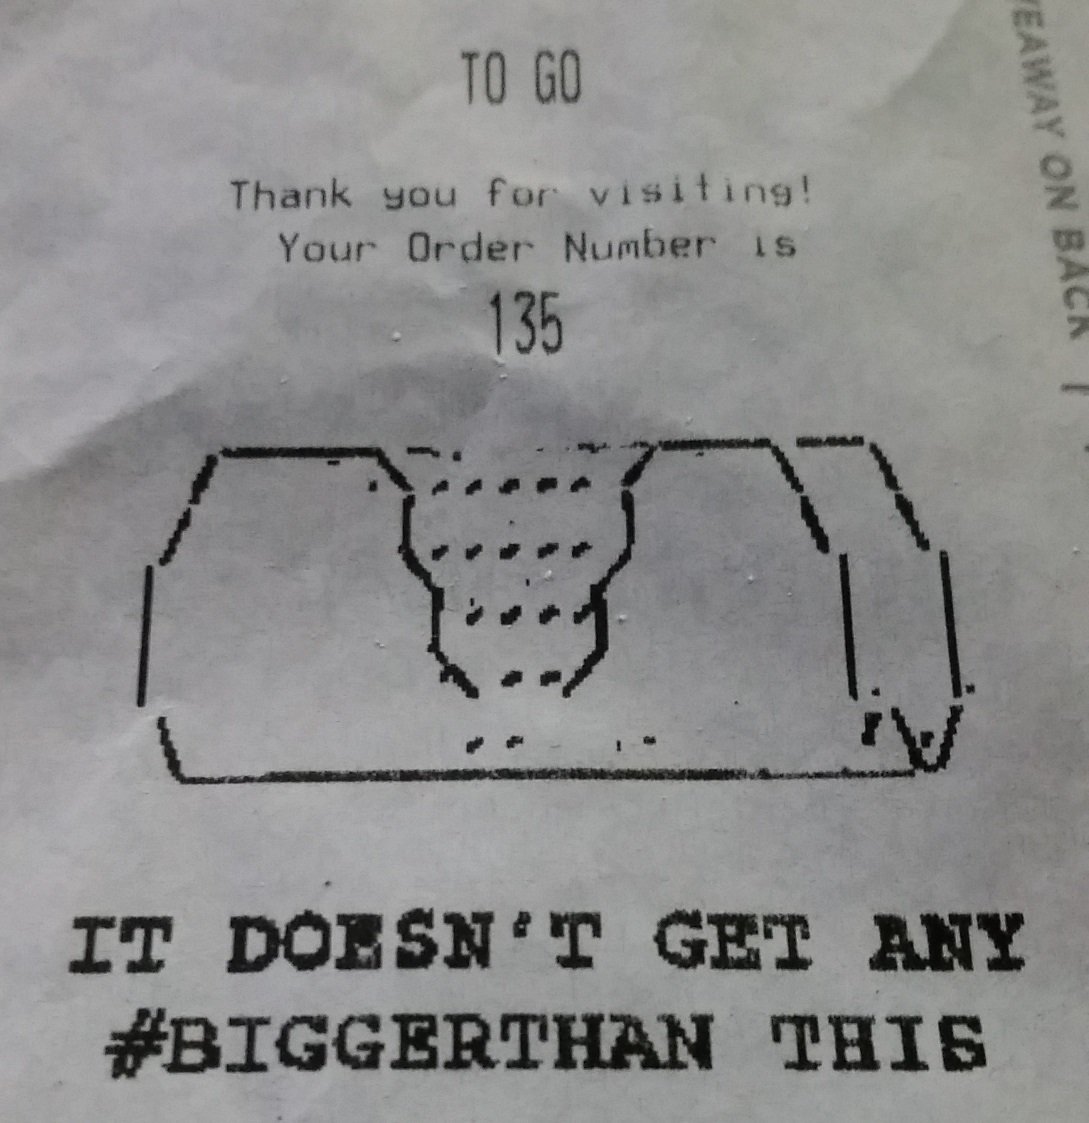 TO GO
Thank you for visiting!
Your Order Number is
135
IT DOESN'T GET ANY
#BIGGERTHAN THIS
AWAY ON BACK